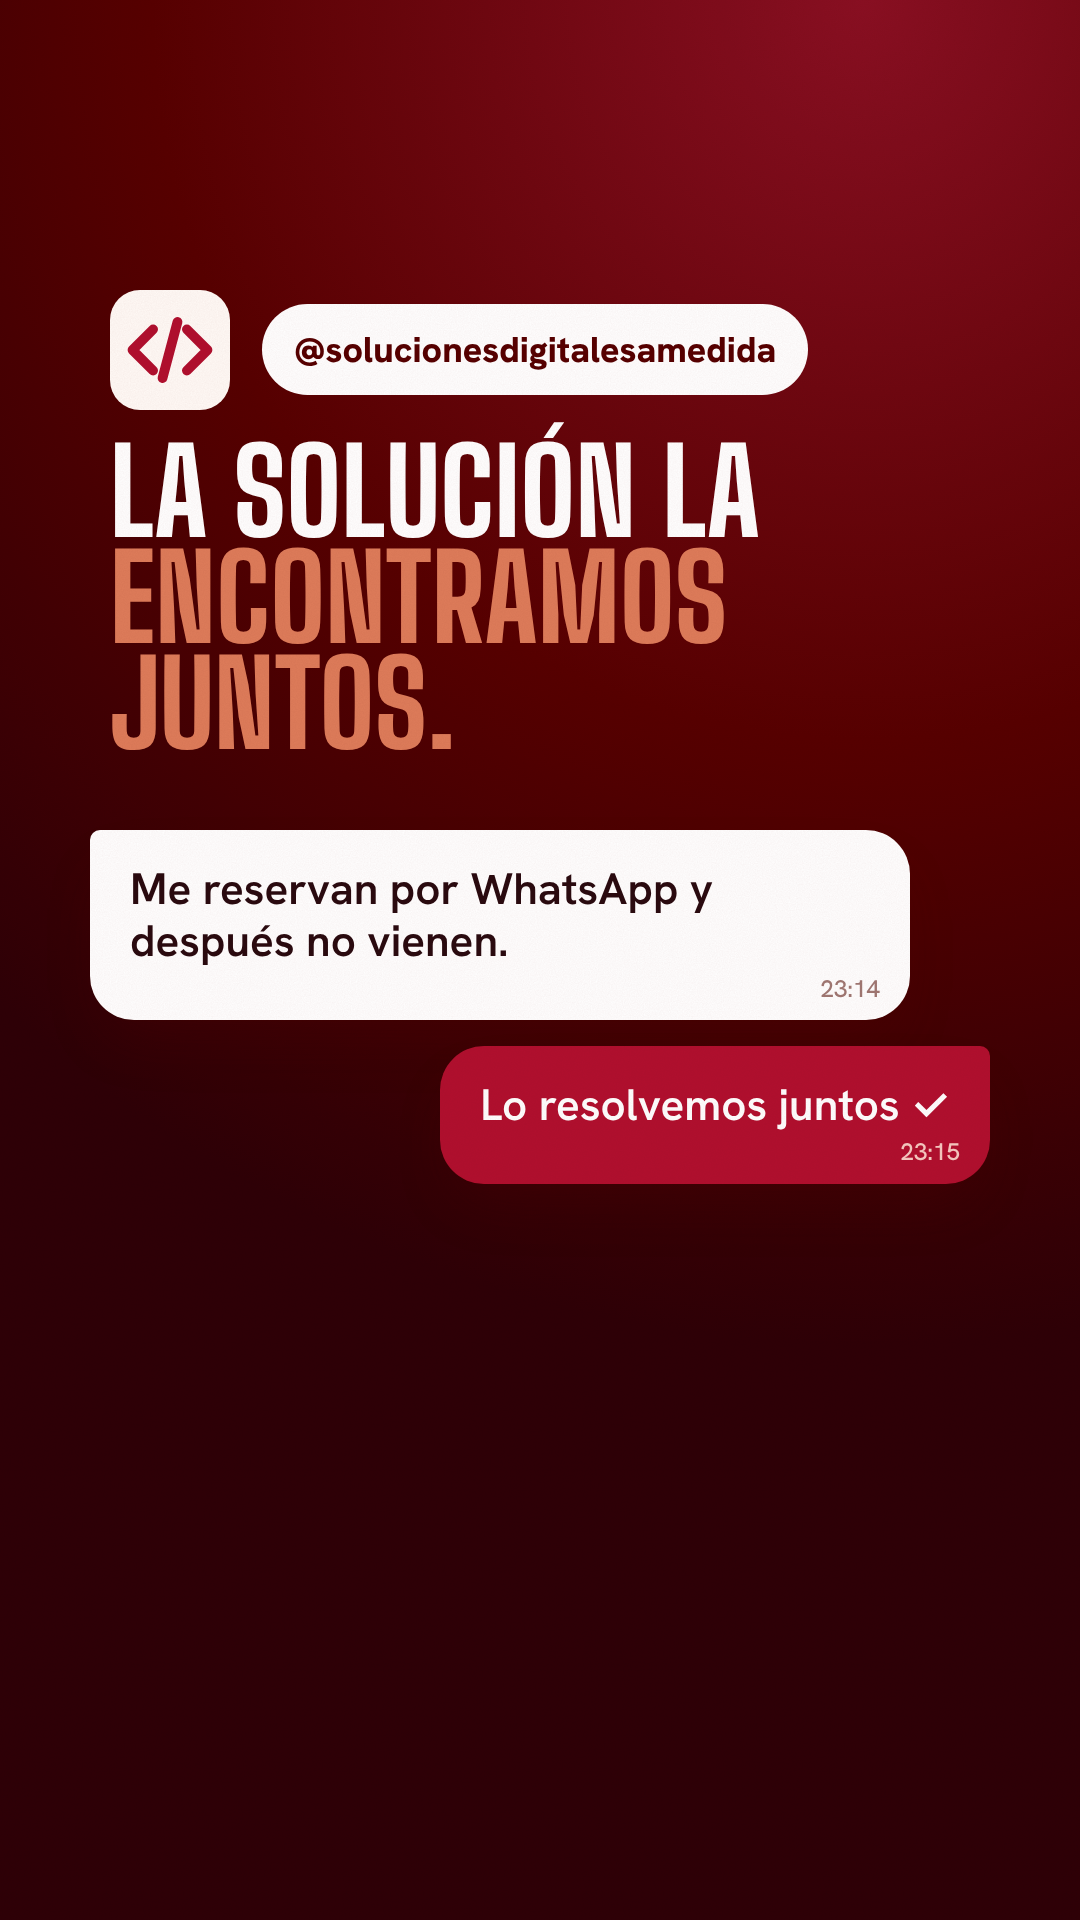 </>
@solucionesdigitalesamedida
LA SOLUCIÓN LA
ENCONTRAMOS
JUNTOS.
Me reservan por WhatsApp y
después no vienen.
23:14
Lo resolvemos juntos ✓
23:15